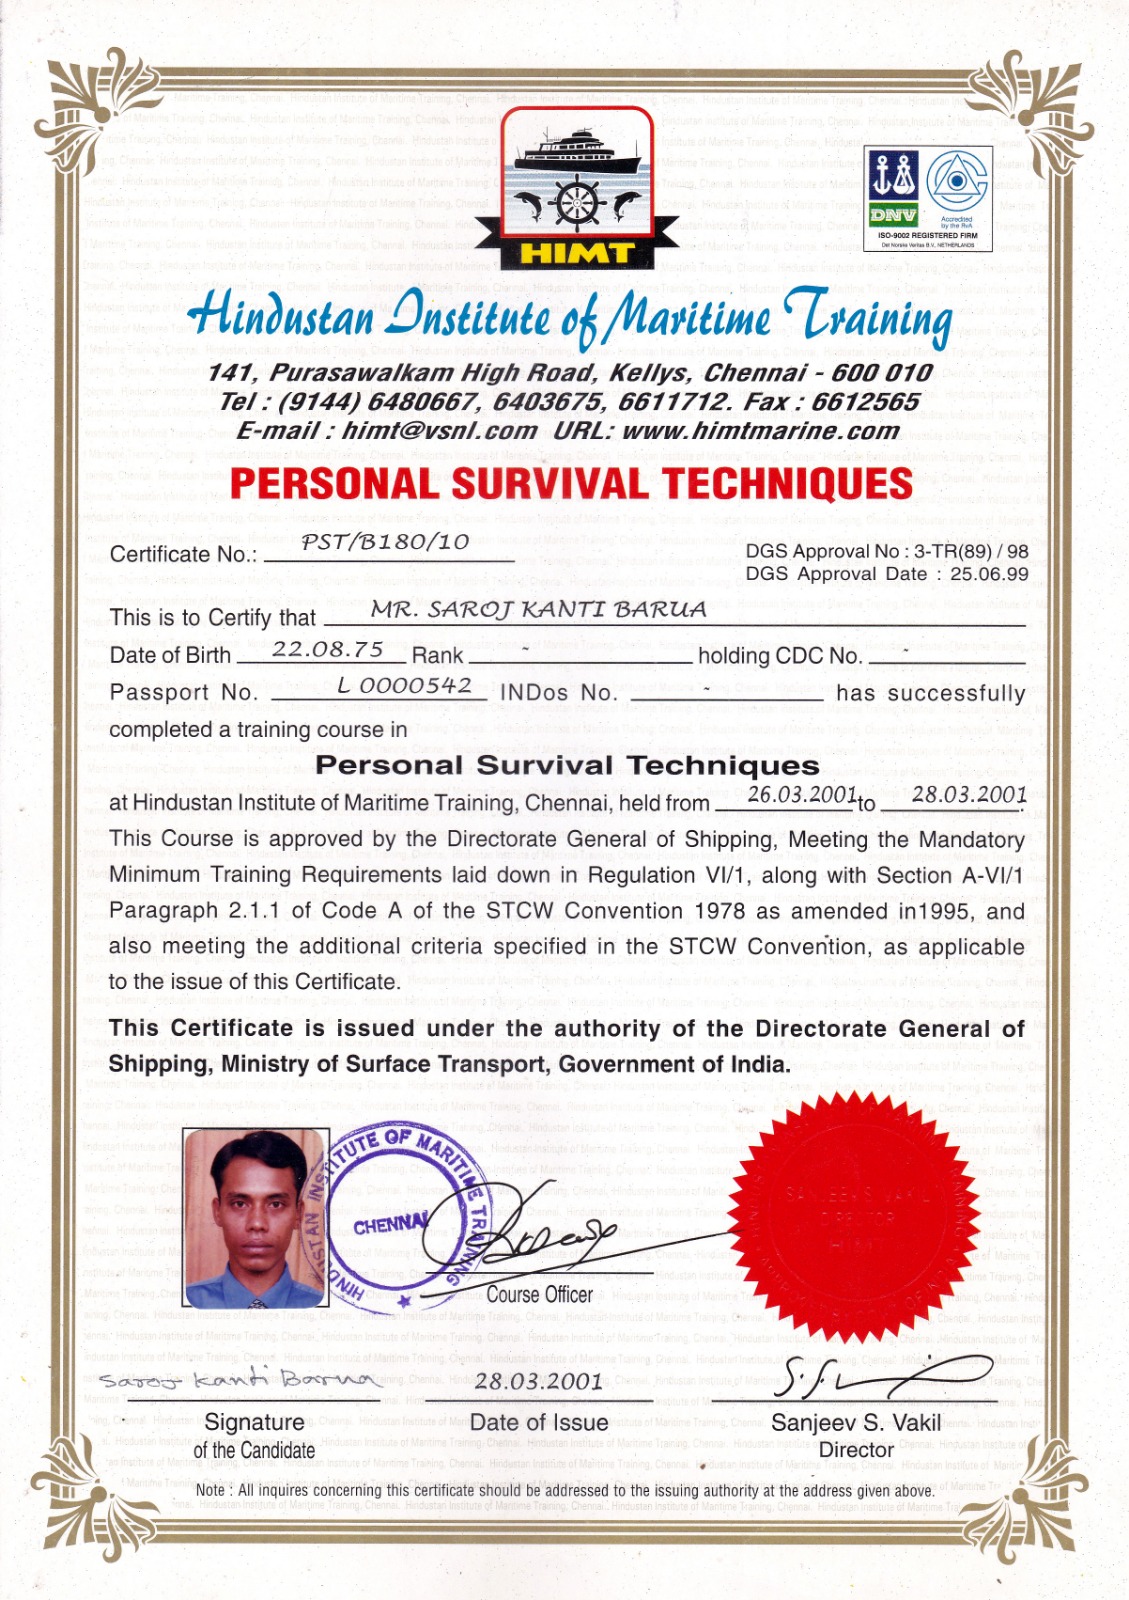 HIMT
DNV
Accredited
by the RvA
ISO-9002 REGISTERED FIRM
Det Norske Veritas B.V., NETHERLANDS
Hindustan Institute of Maritime Training
141, Purasawalkam High Road, Kellys, Chennai - 600 010
Tel : (9144) 6480667, 6403675, 6611712. Fax : 6612565
E-mail : himt@vsnl.com URL: www.himtmarine.com
PERSONAL SURVIVAL TECHNIQUES
Certificate No.: PST/B180/10
DGS Approval No : 3-TR(89) / 98
DGS Approval Date : 25.06.99
This is to Certify that MR. SAROJ KANTI BARUA
Date of Birth 22.08.75 Rank - holding CDC No. -
Passport No. L 0000542 INDos No. - has successfully
completed a training course in
Personal Survival Techniques
at Hindustan Institute of Maritime Training, Chennai, held from 26.03.2001 to 28.03.2001.
This Course is approved by the Directorate General of Shipping, Meeting the Mandatory
Minimum Training Requirements laid down in Regulation VI/1, along with Section A-VI/1
Paragraph 2.1.1 of Code A of the STCW Convention 1978 as amended in1995, and
also meeting the additional criteria specified in the STCW Convention, as applicable
to the issue of this Certificate.
This Certificate is issued under the authority of the Directorate General of
Shipping, Ministry of Surface Transport, Government of India.
HINDUSTAN INSTITUTE OF MARITIME TRAINING
CHENNAI
SANJEEV S. VAKIL
DIRECTOR
HIMT
Course Officer
Saroj Kanti Barua
28.03.2001
Signature
of the Candidate
Date of Issue
Sanjeev S. Vakil
Director
Note : All inquires concerning this certificate should be addressed to the issuing authority at the address given above.